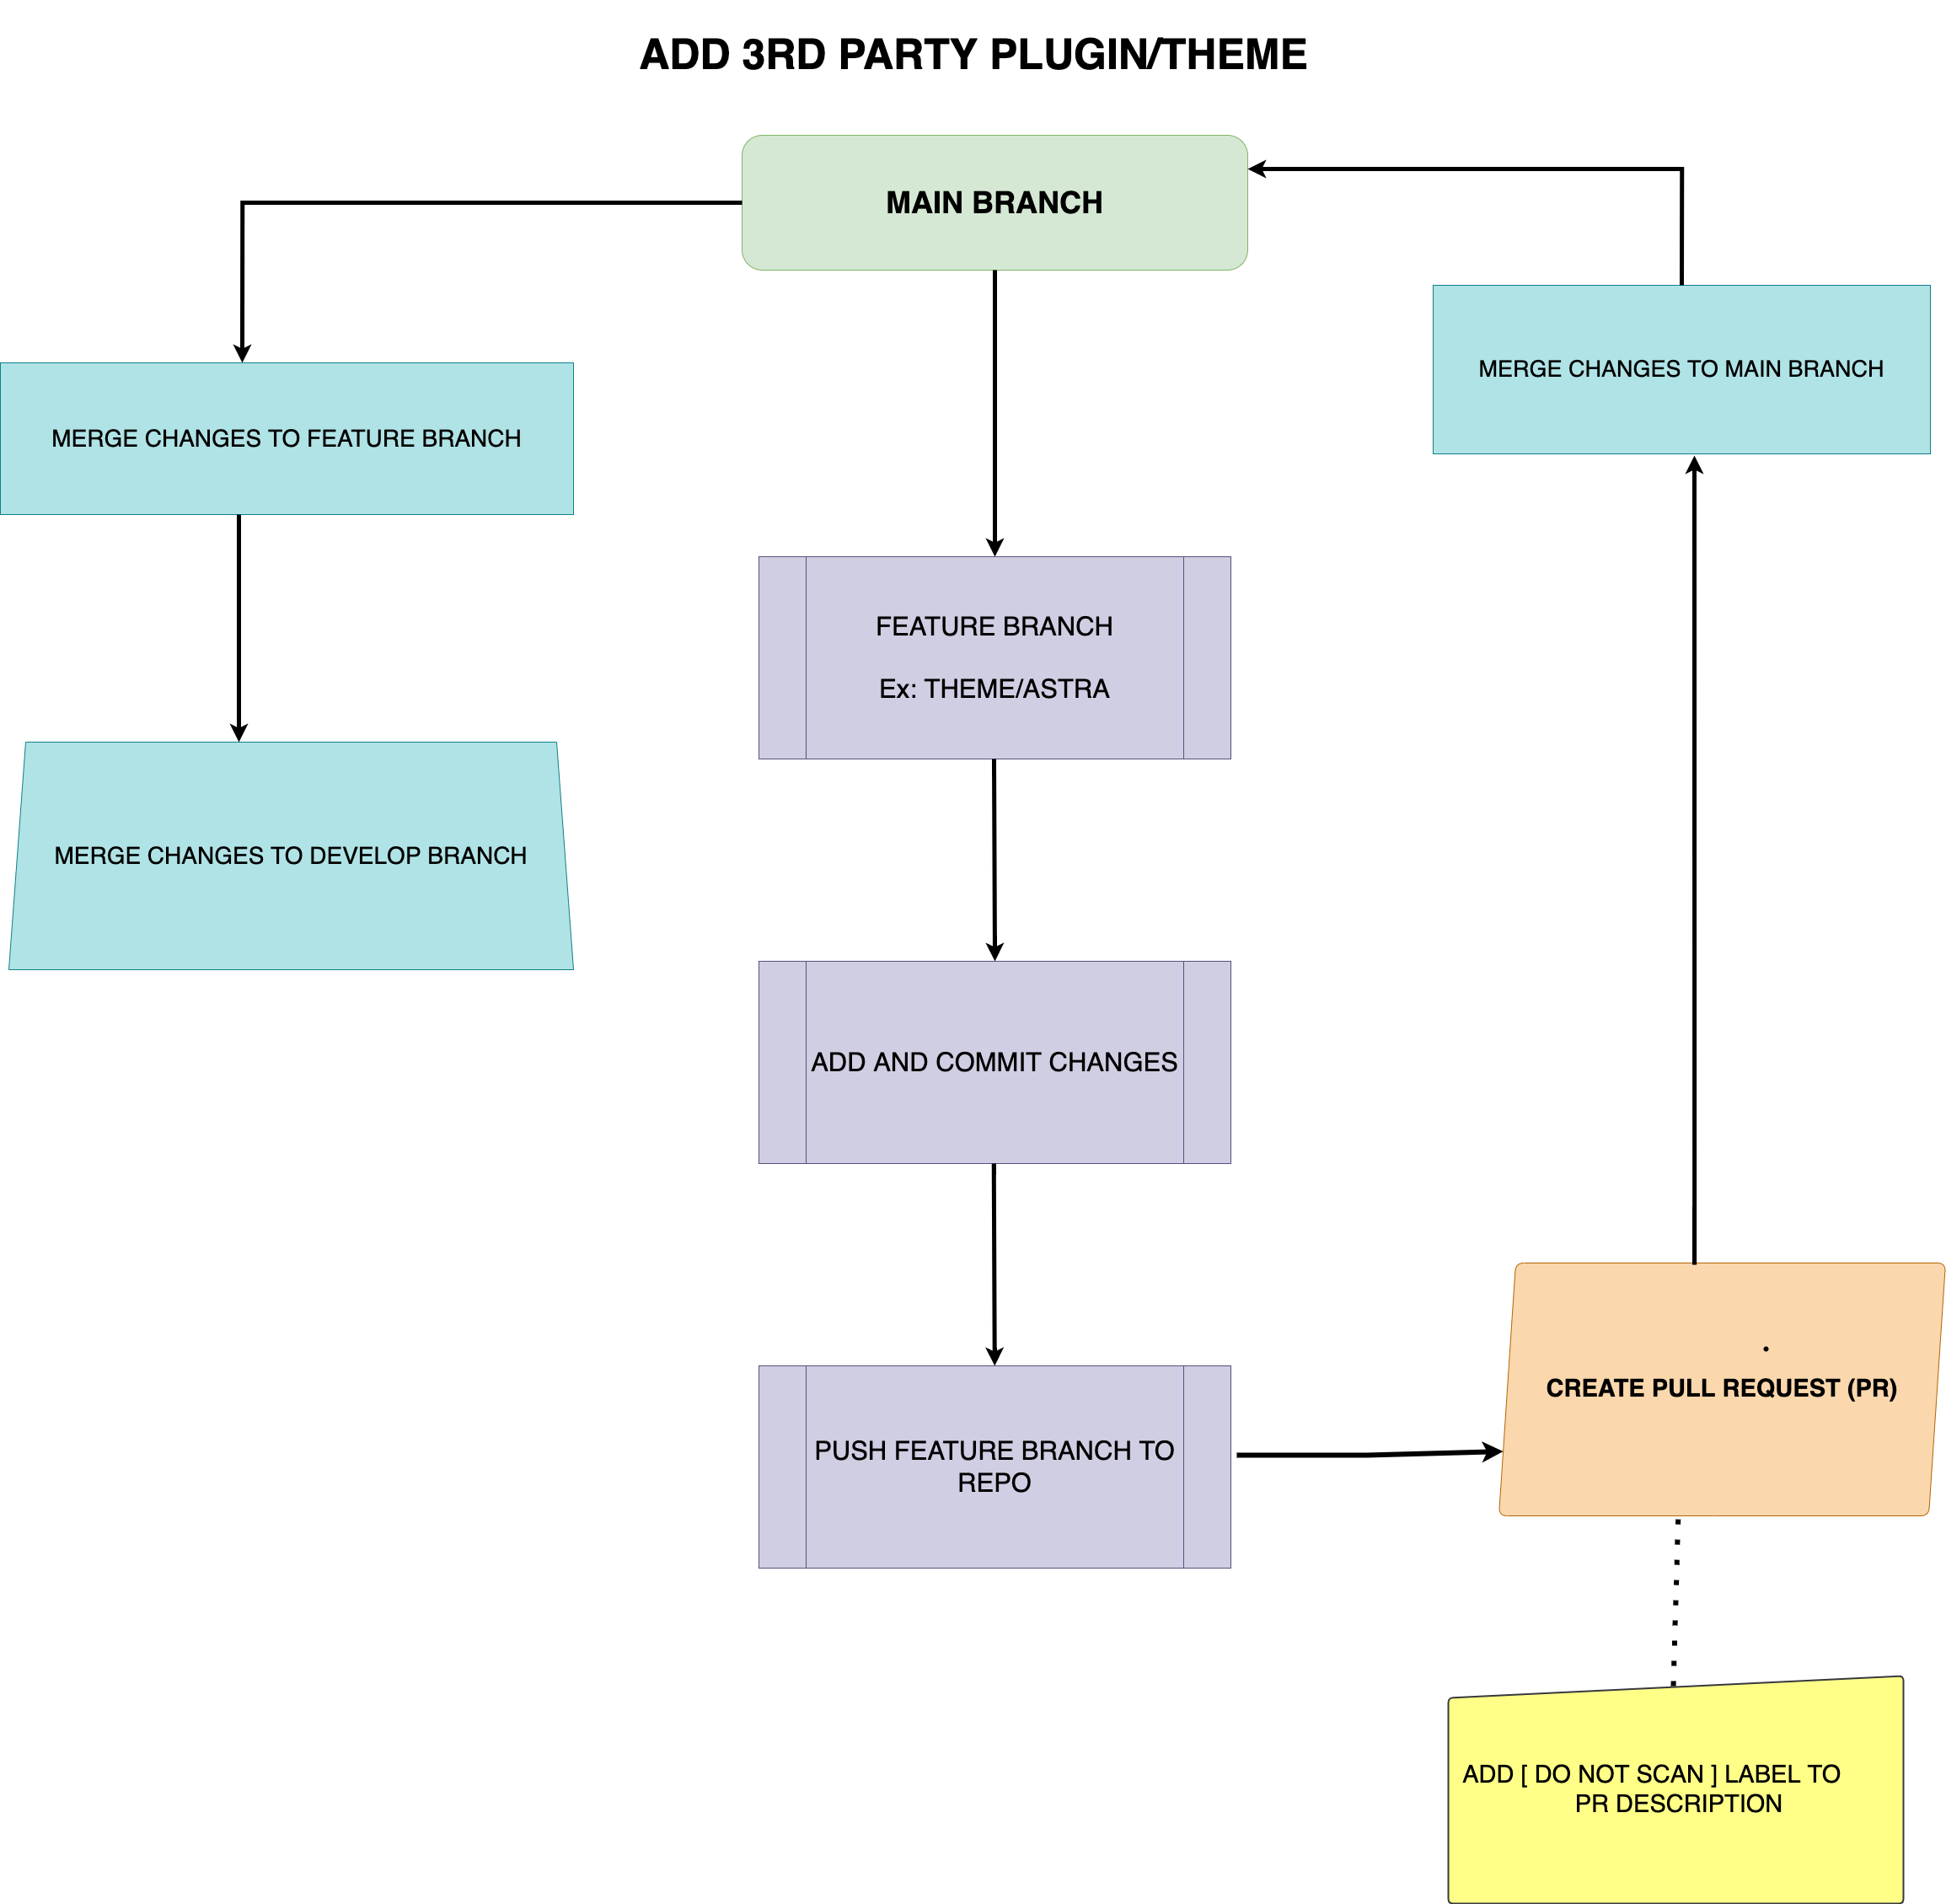 ADD 3RD PARTY PLUGIN/THEME
MAIN BRANCH
MERGE CHANGES TO MAIN BRANCH
MERGE CHANGES TO FEATURE BRANCH
FEATURE BRANCH
Ex: THEME/ASTRA
MERGE CHANGES TO DEVELOP BRANCH
ADD AND COMMIT CHANGES
CREATE PULL REQUEST (PR)
PUSH FEATURE BRANCH TO
REPO
ADD [ DO NOT SCAN ] LABEL TO
PR DESCRIPTION